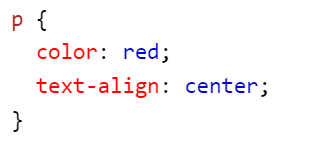 p {
  color: red;
  text-align: center;
}